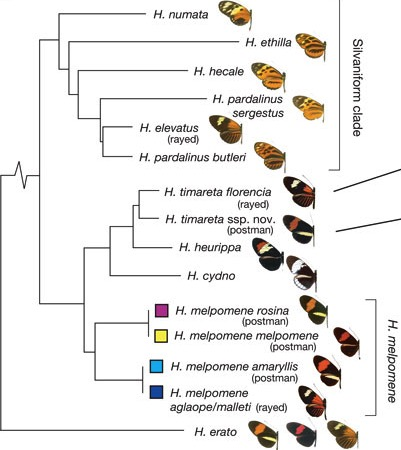 H. numata
H. ethilla
H. hecale
H. pardalinus
sergestus
H. elevatus
(rayed)
H. pardalinus butleri
Silvaniform clade
H. timareta florencia
(rayed)
H. timareta ssp. nov.
(postman)
H. heurippa
H. cydno
H. melpomene rosina
(postman)
H. melpomene melpomene
(postman)
H. melpomene amaryllis
(postman)
H. melpomene
aglaope/malleti (rayed)
H. melpomene
H. erato